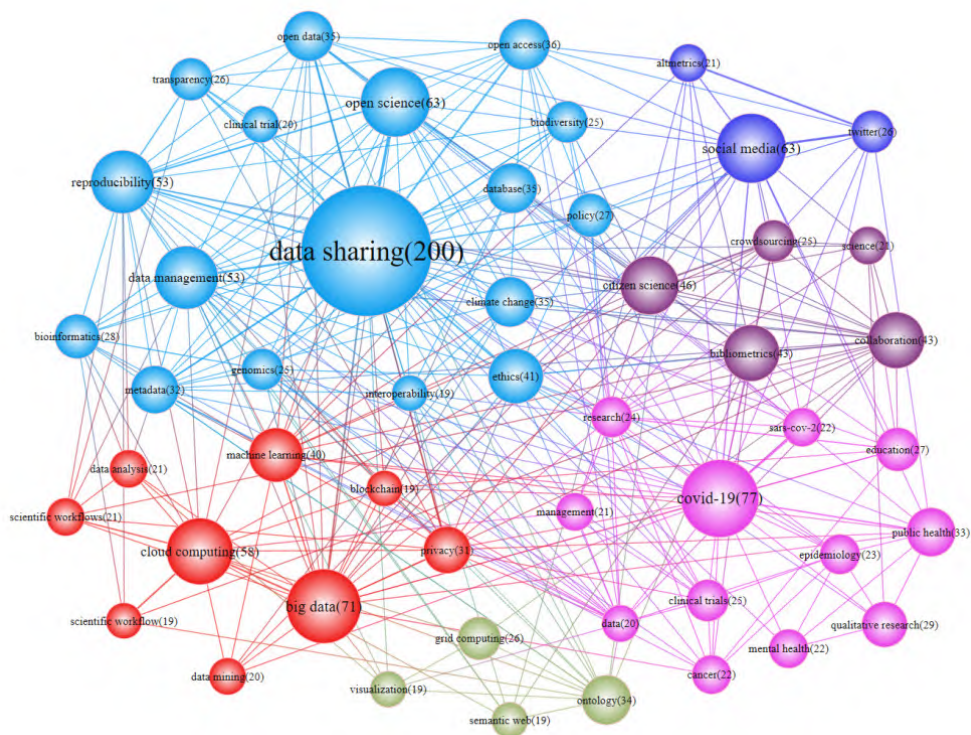 open data(35)
open access(36)
altmetrics(21)
transparency(26)
open science(63)
clinical trial(20)
biodiversity(25)
twitter(26)
social media(63)
reproducibility(53)
database(35)
policy(27)
data sharing(200)
crowdsourcing(25)
science(21)
data management(53)
citizen science(46)
climate change(35)
bioinformatics(28)
collaboration(43)
bibliometrics(43)
genomics(25)
metadata(32)
interoperability(19)
ethics(41)
research(24)
sars-cov-2(22)
education(27)
machine learning(40)
data analysis(21)
blockchain(19)
covid-19(77)
scientific workflows(21)
management(21)
public health(33)
cloud computing(58)
privacy(31)
epidemiology(23)
big data(71)
clinical trials(25)
scientific workflow(19)
data(20)
qualitative research(29)
grid computing(26)
mental health(22)
data mining(20)
cancer(22)
visualization(19)
ontology(34)
semantic web(19)